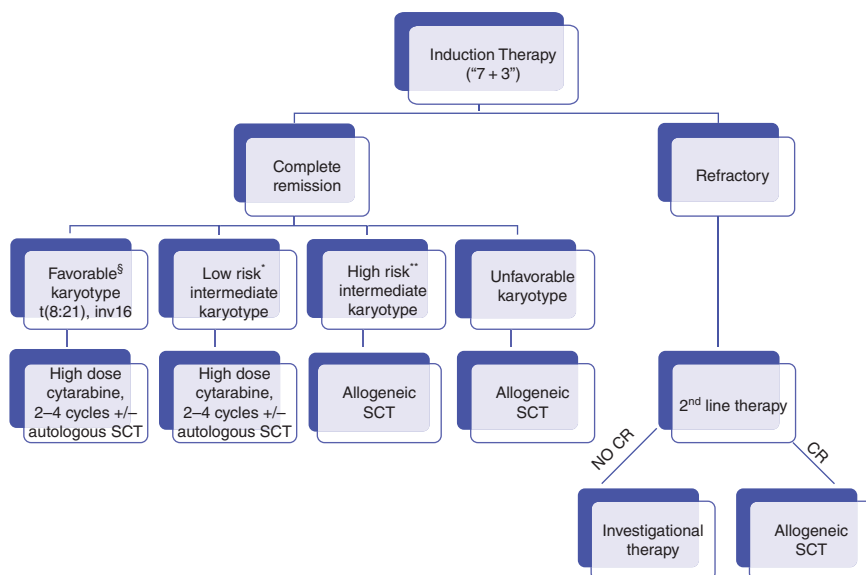 Induction Therapy
(“7 + 3”)
Complete
remission
Refractory
Favorable§
karyotype
t(8:21), inv16
Low risk*
intermediate
karyotype
High risk**
intermediate
karyotype
Unfavorable
karyotype
High dose
cytarabine,
2–4 cycles +/–
autologous SCT
High dose
cytarabine,
2–4 cycles +/–
autologous SCT
Allogeneic
SCT
Allogeneic
SCT
2nd line therapy
NO CR
CR
Investigational
therapy
Allogeneic
SCT